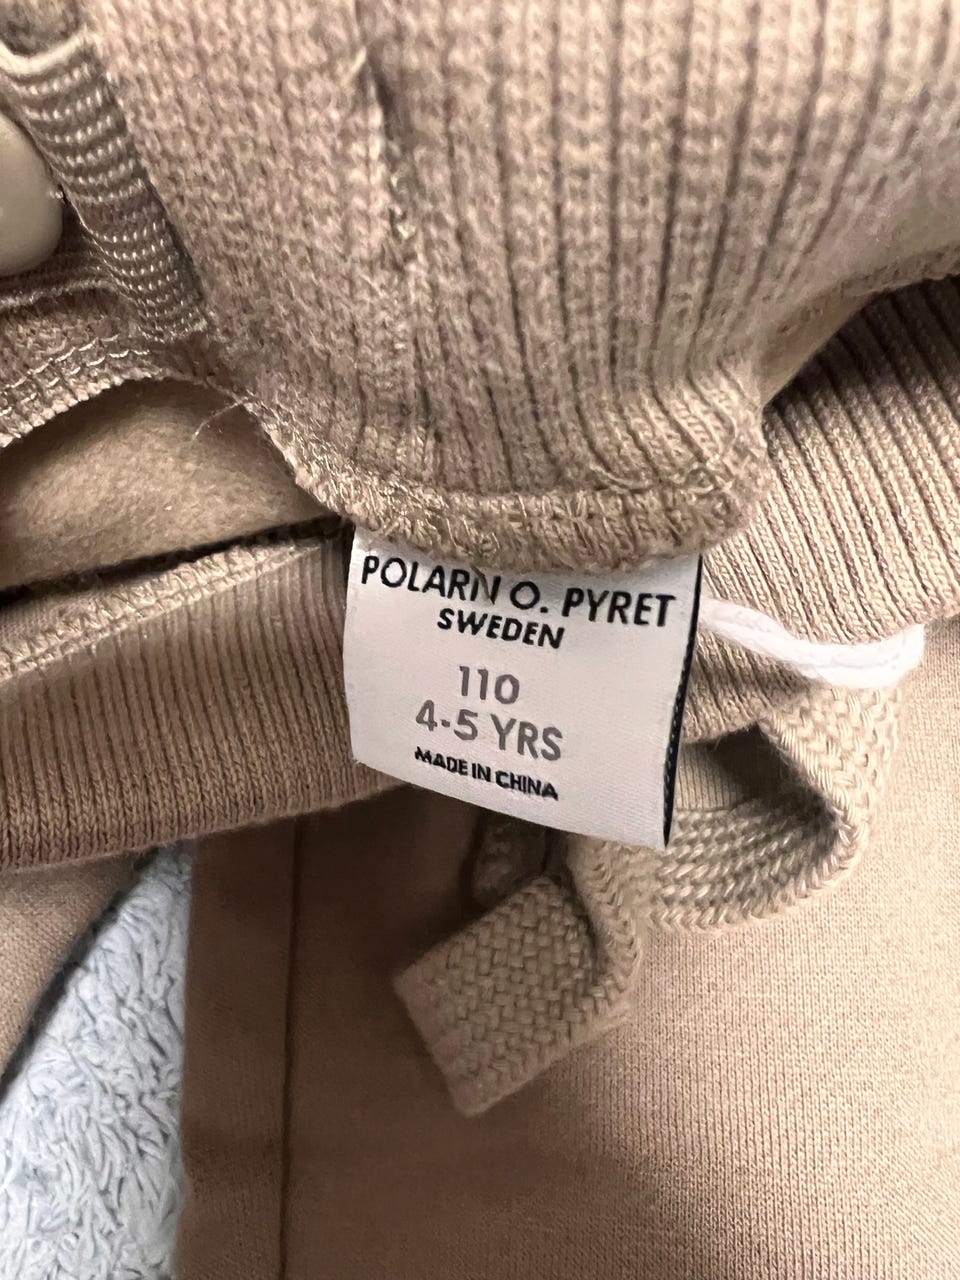 POLARN O. PYRET
SWEDEN
110
4-5 YRS
MADE IN CHINA